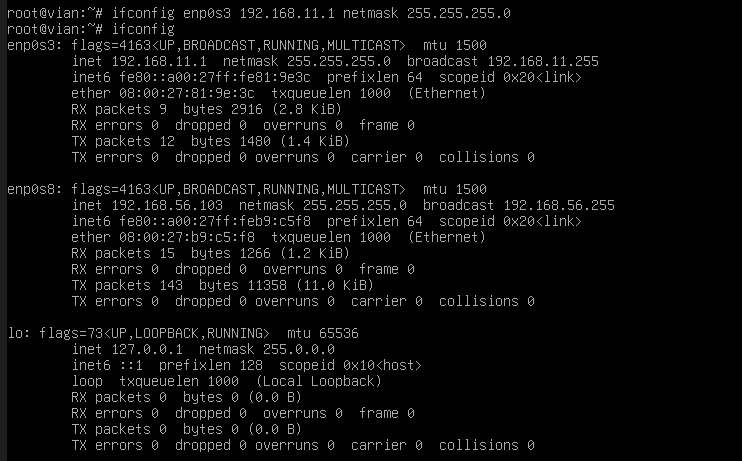 root@vian:~# ifconfig enp0s3 192.168.11.1 netmask 255.255.255.0
root@vian:~# ifconfig
enp0s3: flags=4163<UP,BROADCAST,RUNNING,MULTICAST>  mtu 1500
        inet 192.168.11.1  netmask 255.255.255.0  broadcast 192.168.11.255
        inet6 fe80::a00:27ff:fe81:9e3c  prefixlen 64  scopeid 0x20<link>
        ether 08:00:27:81:9e:3c  txqueuelen 1000  (Ethernet)
        RX packets 9  bytes 2916 (2.8 KiB)
        RX errors 0  dropped 0  overruns 0  frame 0
        TX packets 12  bytes 1480 (1.4 KiB)
        TX errors 0  dropped 0 overruns 0  carrier 0  collisions 0

enp0s8: flags=4163<UP,BROADCAST,RUNNING,MULTICAST>  mtu 1500
        inet 192.168.56.103  netmask 255.255.255.0  broadcast 192.168.56.255
        inet6 fe80::a00:27ff:feb9:c5f8  prefixlen 64  scopeid 0x20<link>
        ether 08:00:27:b9:c5:f8  txqueuelen 1000  (Ethernet)
        RX packets 15  bytes 1266 (1.2 KiB)
        RX errors 0  dropped 0  overruns 0  frame 0
        TX packets 143  bytes 11358 (11.0 KiB)
        TX errors 0  dropped 0 overruns 0  carrier 0  collisions 0

lo: flags=73<UP,LOOPBACK,RUNNING>  mtu 65536
        inet 127.0.0.1  netmask 255.0.0.0
        inet6 ::1  prefixlen 128  scopeid 0x10<host>
        loop  txqueuelen 1000  (Local Loopback)
        RX packets 0  bytes 0 (0.0 B)
        RX errors 0  dropped 0  overruns 0  frame 0
        TX packets 0  bytes 0 (0.0 B)
        TX errors 0  dropped 0 overruns 0  carrier 0  collisions 0